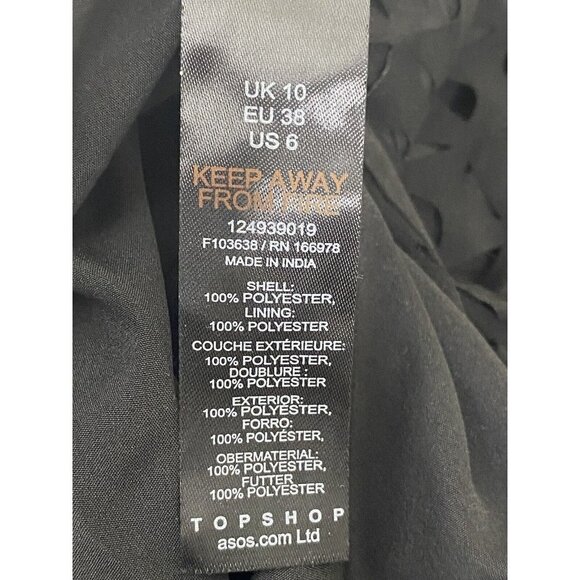 UK 10
EU 38
US 6
KEEP AWAY
FROM FIRE
124939019
F103638 / RN 166978
MADE IN INDIA
SHELL:
100% POLYESTER,
LINING:
100% POLYESTER
COUCHE EXTÉRIEURE:
100% POLYESTER,
DOUBLURE :
100% POLYESTER
EXTERIOR:
100% POLYÉSTER,
FORRO:
100% POLYÉSTER,
OBERMATERIAL:
100% POLYESTER,
FUTTER
100% POLYESTER
TOPSHOP
asos.com Ltd